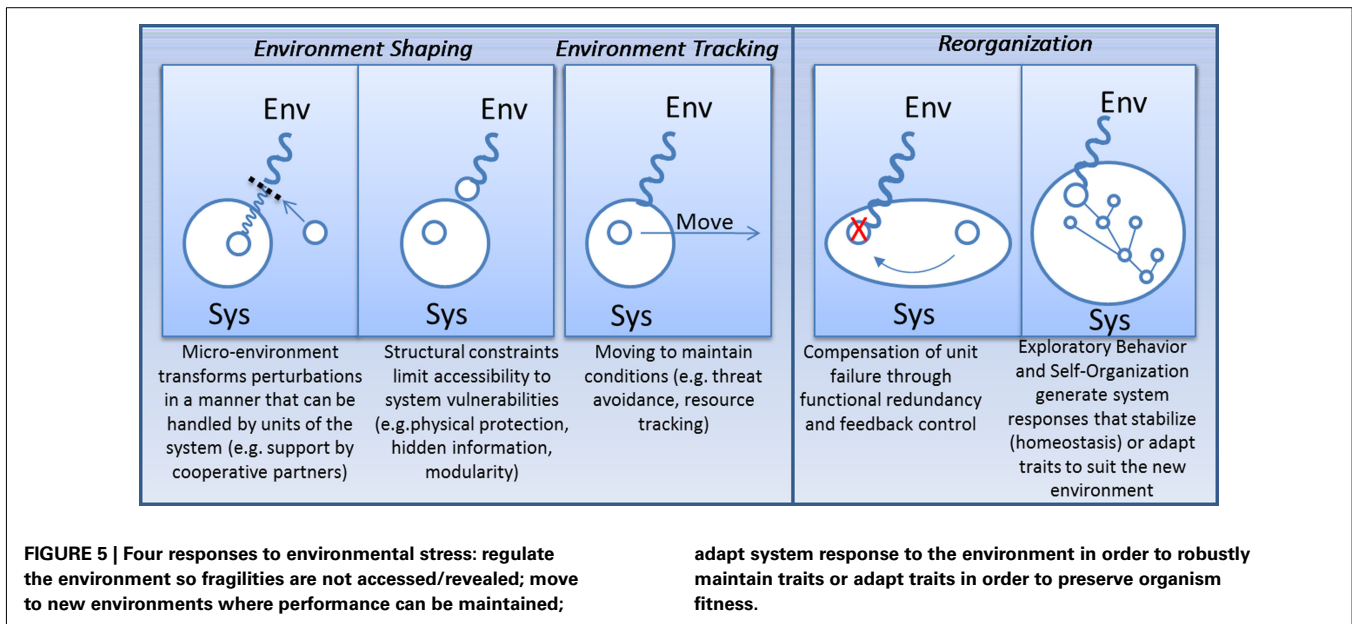 Environment Shaping
Environment Tracking
Reorganization
Env
Sys
Micro-environment
transforms perturbations
in a manner that can be
handled by units of the
system (e.g. support by
cooperative partners)
Env
Sys
Structural constraints
limit accessibility to
system vulnerabilities
(e.g.physical protection,
hidden information,
modularity)
Env
Move
Sys
Moving to maintain
conditions (e.g. threat
avoidance, resource
tracking)
Env
X
Sys
Compensation of unit
failure through
functional redundancy
and feedback control
Env
Sys
Exploratory Behavior
and Self-Organization
generate system
responses that stabilize
(homeostasis) or adapt
traits to suit the new
environment
FIGURE 5 | Four responses to environmental stress: regulate
the environment so fragilities are not accessed/revealed; move
to new environments where performance can be maintained;
adapt system response to the environment in order to robustly
maintain traits or adapt traits in order to preserve organism
fitness.